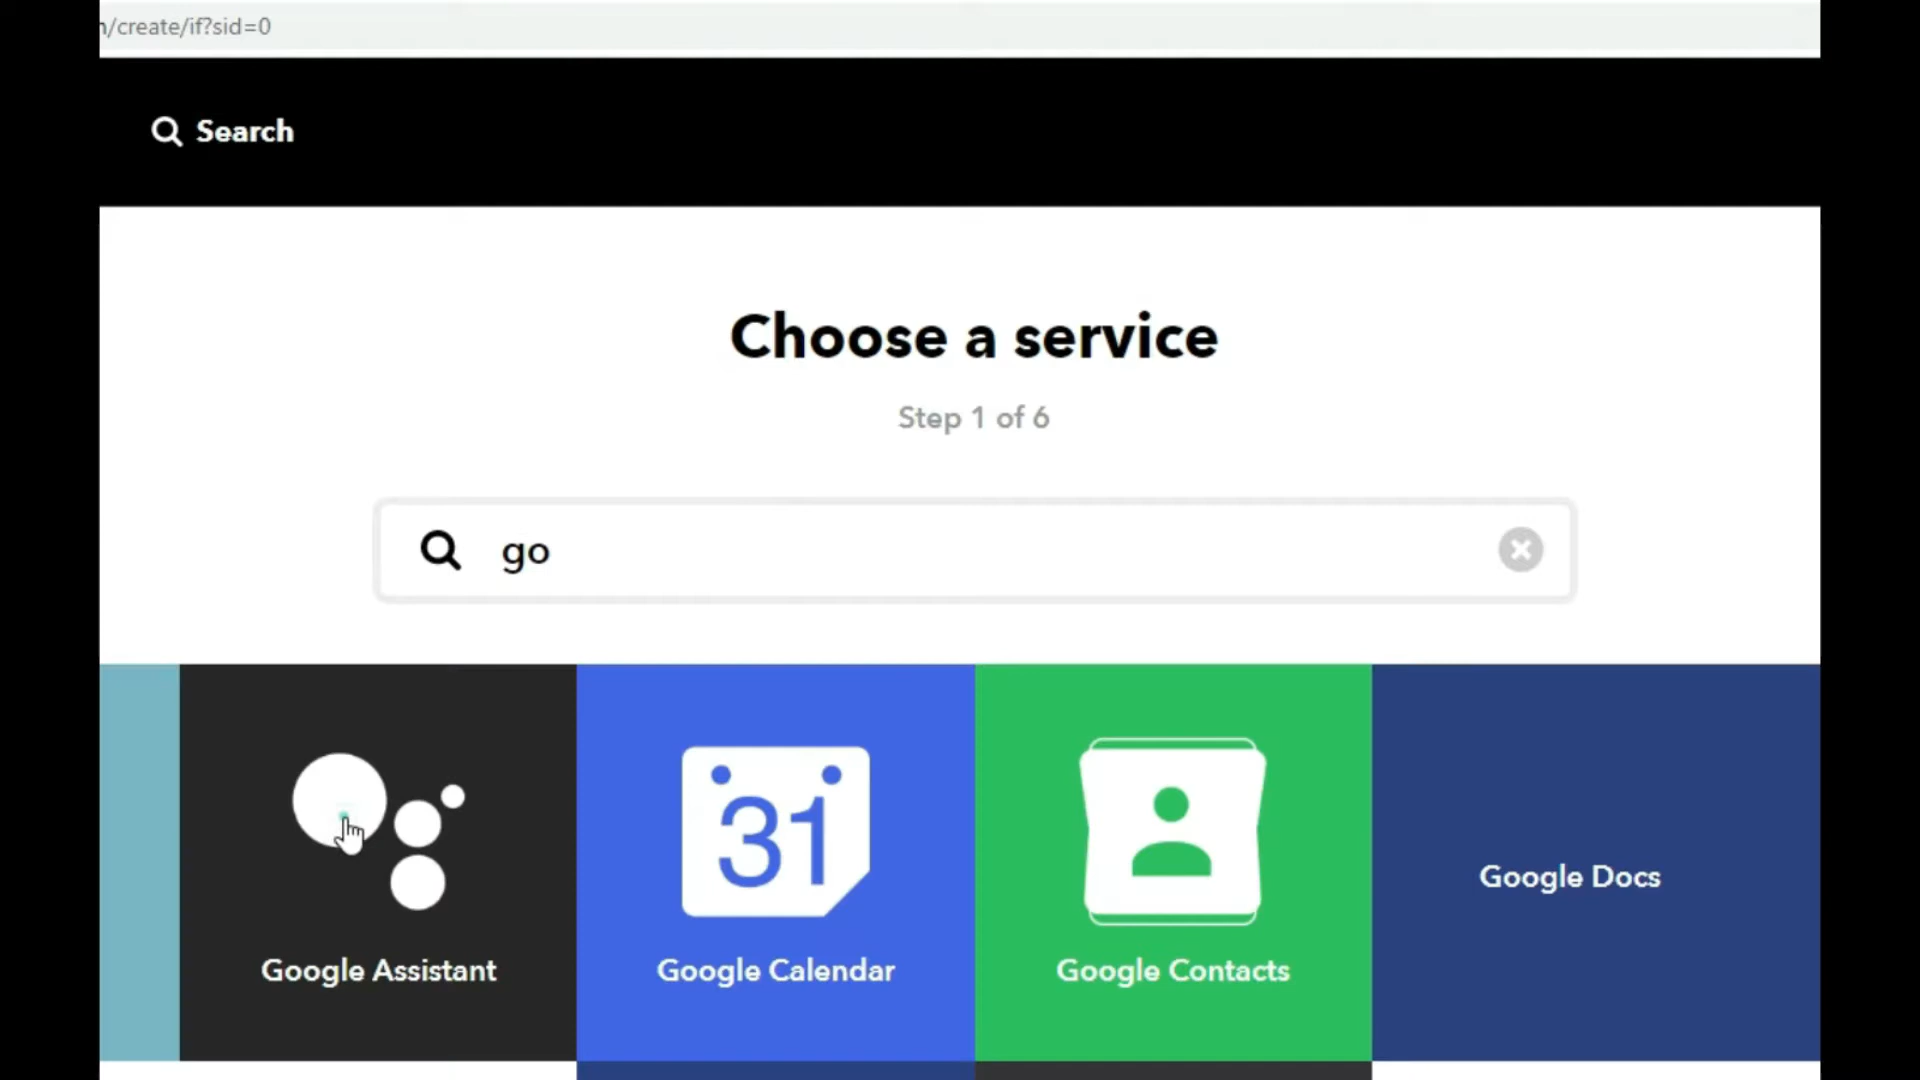 /create/if?sid=0
Search
Choose a service
Step 1 of 6
go
31
Google Assistant
Google Calendar
Google Contacts
Google Docs